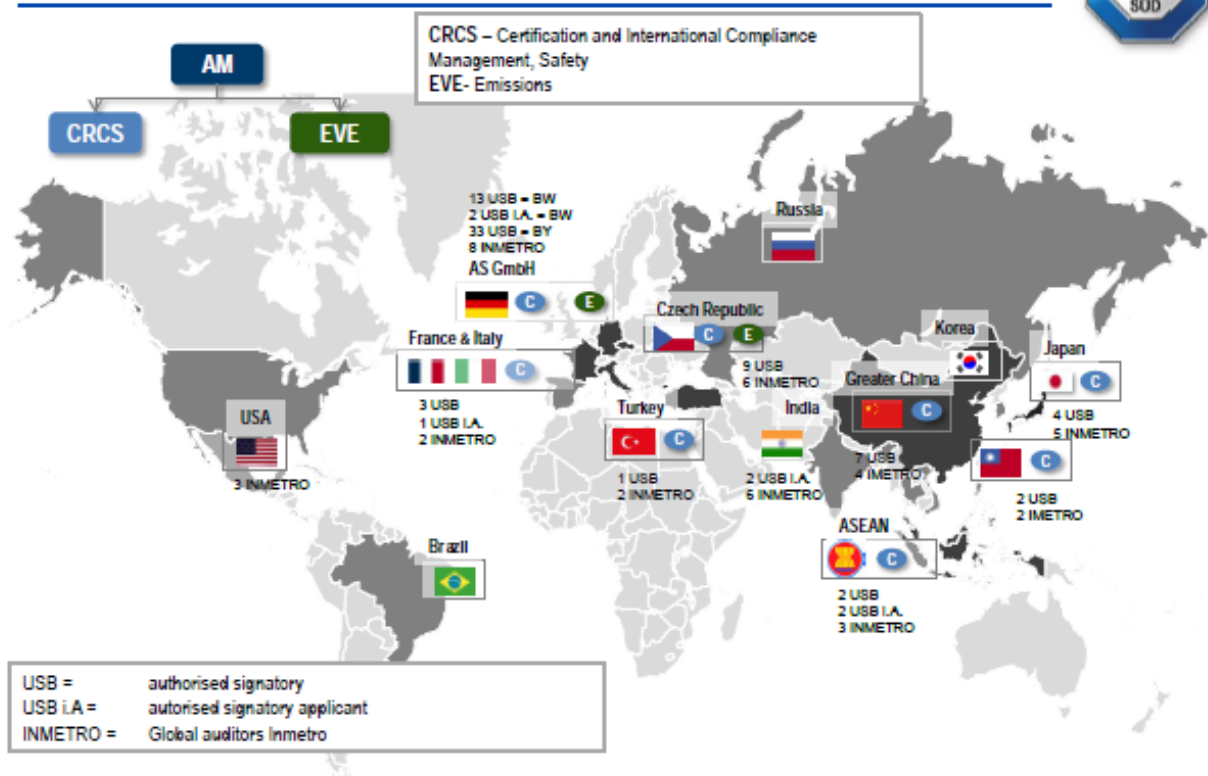 SÜD
CRCS – Certification and International Compliance
Management, Safety
EVE- Emissions
AM
CRCS
EVE
13 USB = BW
2 USB I.A. = BW
33 USB = BY
8 INMETRO
AS GmbH
C
E
Russia
Czech Republic
C
E
9 USB
6 INMETRO
France & Italy
C
3 USB
1 USB I.A.
2 INMETRO
Korea
Japan
C
4 USB
5 INMETRO
Greater China
C
7 USB
4 IMETRO
USA
3 INMETRO
Turkey
C
1 USB
2 INMETRO
India
2 USB I.A.
6 INMETRO
C
2 USB
2 IMETRO
ASEAN
C
2 USB
2 USB I.A.
3 INMETRO
Brazil
USB = authorised signatory
USB i.A = autorised signatory applicant
INMETRO = Global auditors Inmetro